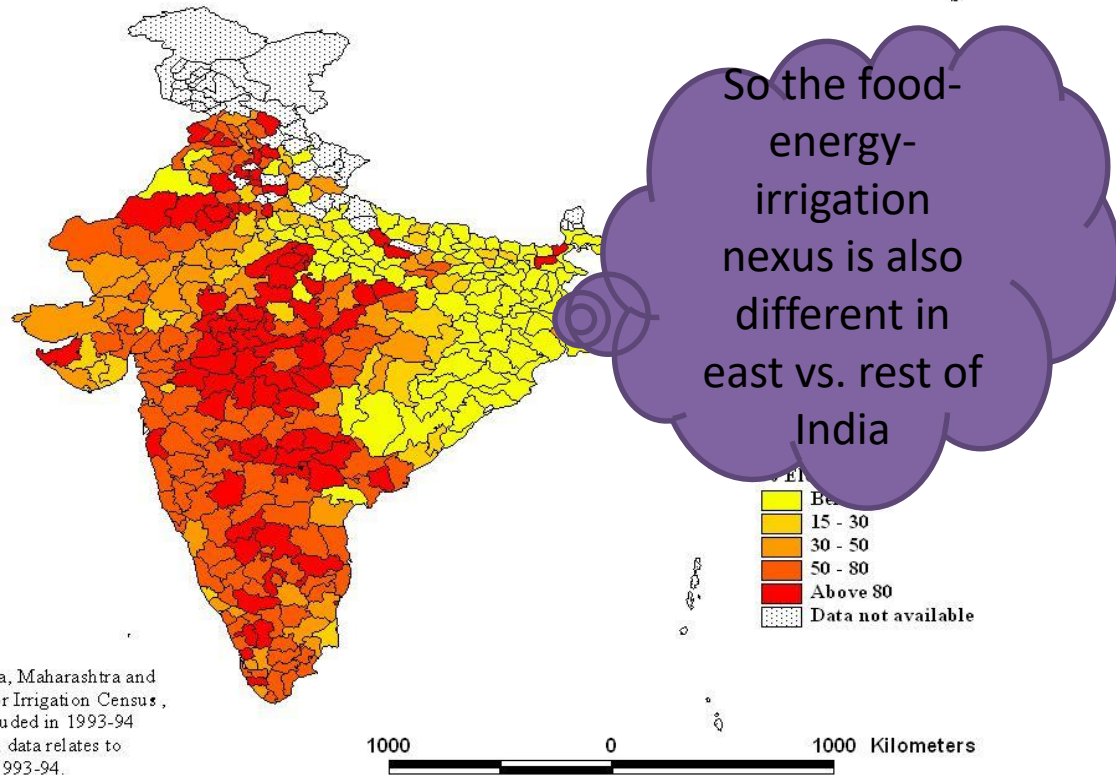 So the food-
energy-
irrigation
nexus is also
different in
east vs. rest of
India
15 - 30
30 - 50
50 - 80
Above 80
Data not available
Maharashtra and
Irrigation Census,
in 1993-94
data relates to
1993-94.
1000 0 1000 Kilometers